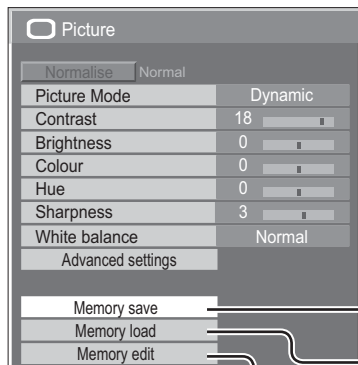 Picture
Normalise Normal
Picture Mode Dynamic
Contrast 18
Brightness 0
Colour 0
Hue 0
Sharpness 3
White balance Normal
Advanced settings
Memory save
Memory load
Memory edit